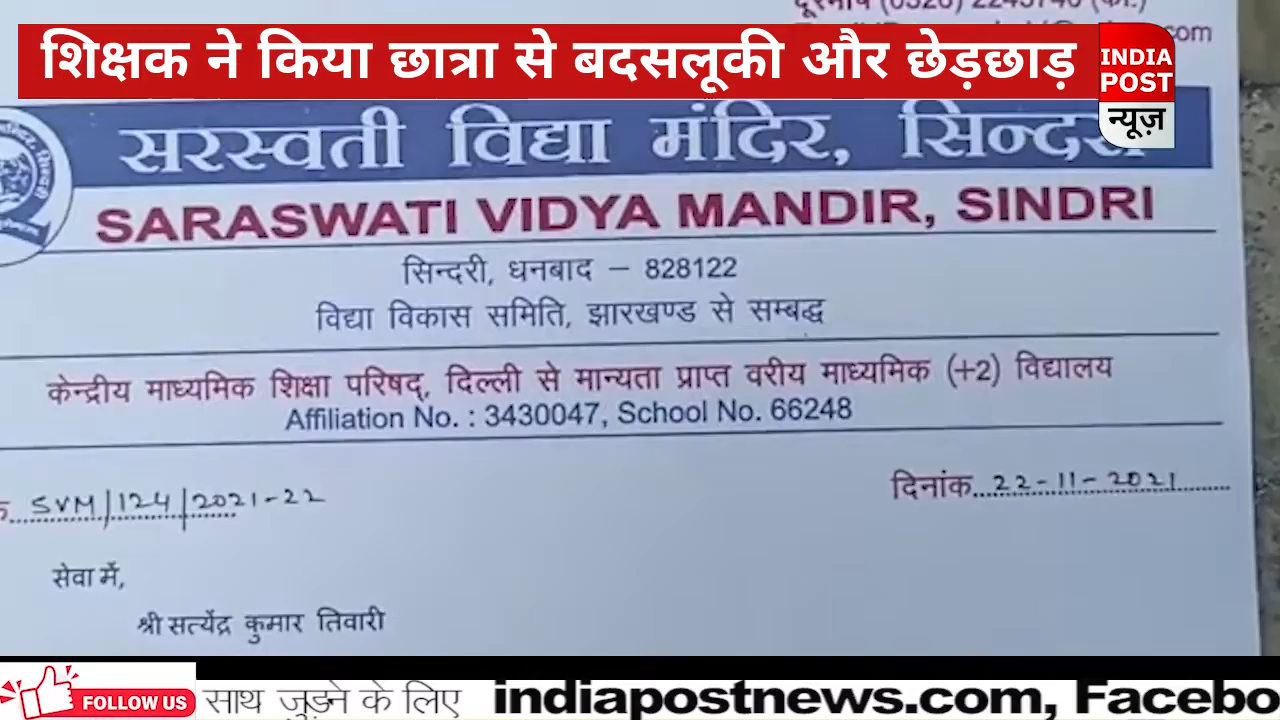 शिक्षक ने किया छात्रा से बदसलूकी और छेड़छाड़
INDIA
POST
न्यूज़
सरस्वती विद्या मंदिर,
SARASWATI VIDYA MANDIR, SINDRI
सिन्दरी, धनबाद – 828122
विद्या विकास समिति, झारखण्ड से सम्बद्ध
केन्द्रीय माध्यमिक शिक्षा परिषद्, दिल्ली से मान्यता प्राप्त वरीय माध्यमिक (+2) विद्यालय
Affiliation No. : 3430047, School No. 66248
SVM/124/2021-22
दिनांक 22-11-2021
सेवा में,
श्री सत्येंद्र कुमार तिवारी
FOLLOW US
साथ जुड़ने के लिए indiapostnews.com, Facebo